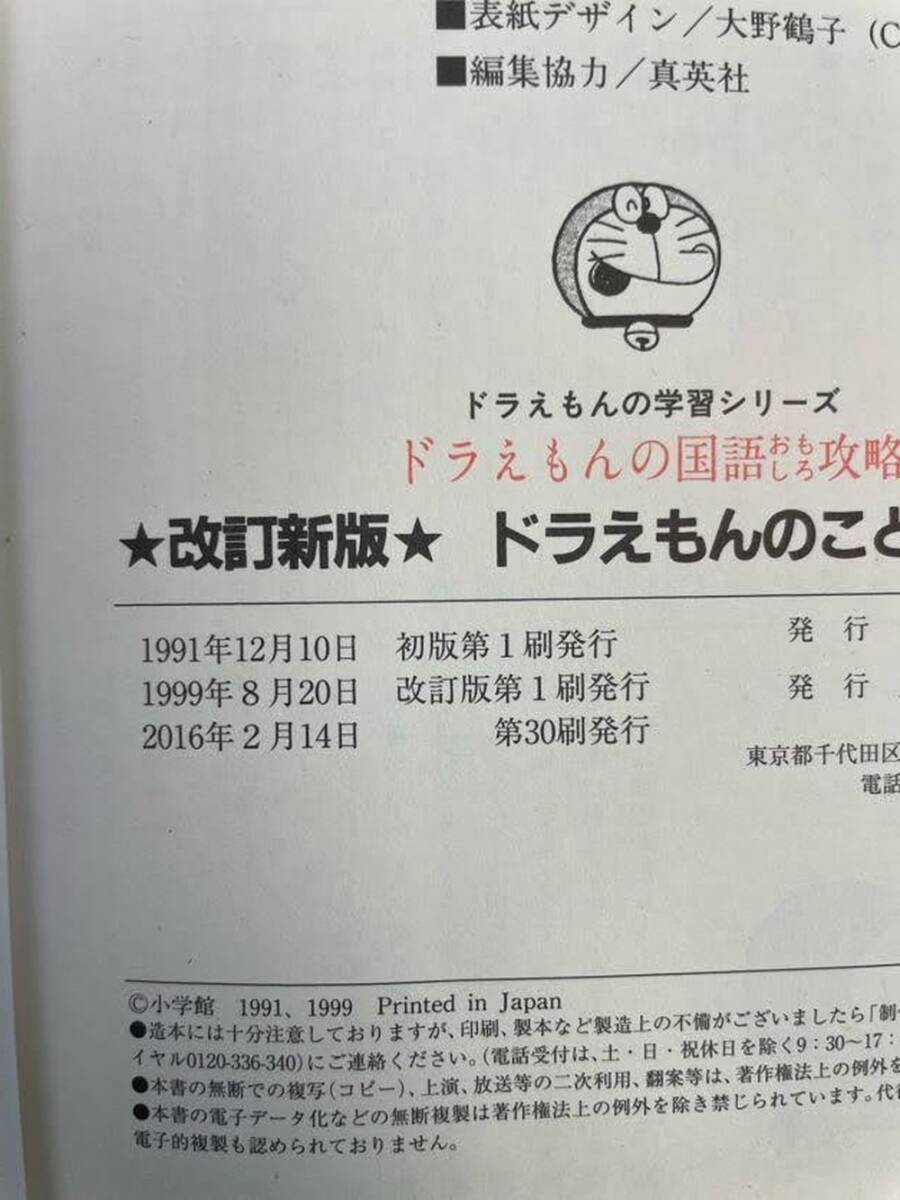 ■表紙デザイン/大野鶴子 (C
■編集協力/真英社
ドラえもんの学習シリーズ
ドラえもんの国語おもしろ攻略
★改訂新版★ ドラえもんのこと
1991年12月10日 初版第1刷発行
1999年8月20日 改訂版第1刷発行
2016年2月14日 第30刷発行
発 行
発 行
東京都千代田区
電話
©小学館 1991、1999 Printed in Japan
●造本には十分注意しておりますが、印刷、製本など製造上の不備がございましたら「制
イヤル0120-336-340)にご連絡ください。(電話受付は、土・日・祝休日を除く9:30~17:
●本書の無断での複写(コピー)、上演、放送等の二次利用、翻案等は、著作権法上の例外を
●本書の電子データ化などの無断複製は著作権法上の例外を除き禁じられています。代
電子的複製も認められておりません。